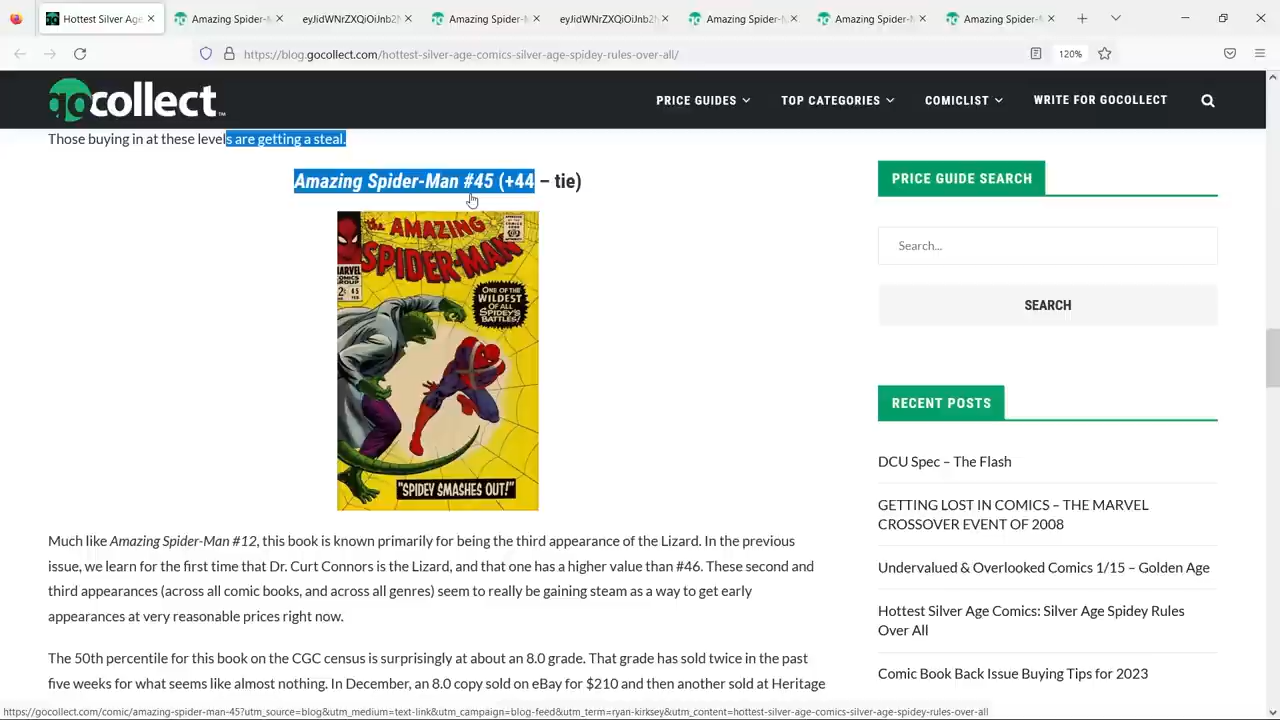 Hottest Silver Age
Amazing Spider-M
eyJidWNrZXQiOiJnb2
Amazing Spider-M
eyJidWNrZXQiOiJnb2
Amazing Spider-M
Amazing Spider-M
Amazing Spider-M
https://blog.gocollect.com/hottest-silver-age-comics-silver-age-spidey-rules-over-all/
120%
gocollect
PRICE GUIDES
TOP CATEGORIES
COMICLIST
WRITE FOR GOCOLLECT
Those buying in at these levels are getting a steal.
Amazing Spider-Man #45 (+44 – tie)
the AMAZING
SPIDER-MAN
MARVEL
COMICS
GROUP
45
ONE OF THE
WILDEST
OF ALL
SPIDEY'S
BATTLES!
"SPIDEY SMASHES OUT!"
Much like Amazing Spider-Man #12, this book is known primarily for being the third appearance of the Lizard. In the previous
issue, we learn for the first time that Dr. Curt Connors is the Lizard, and that one has a higher value than #46. These second and
third appearances (across all comic books, and across all genres) seem to really be gaining steam as a way to get early
appearances at very reasonable prices right now.
The 50th percentile for this book on the CGC census is surprisingly at about an 8.0 grade. That grade has sold twice in the past
five weeks for what seems like almost nothing. In December, an 8.0 copy sold on eBay for $210 and then another sold at Heritage
PRICE GUIDE SEARCH
Search...
SEARCH
RECENT POSTS
DCU Spec – The Flash
GETTING LOST IN COMICS – THE MARVEL
CROSSOVER EVENT OF 2008
Undervalued & Overlooked Comics 1/15 – Golden Age
Hottest Silver Age Comics: Silver Age Spidey Rules
Over All
Comic Book Back Issue Buying Tips for 2023
https://gocollect.com/comic/amazing-spider-man-45?utm_source=blog&utm_medium=text-link&utm_campaign=blog-feed&utm_term=ryan-kirksey&utm_content=hottest-silver-age-comics-silver-age-spidey-rules-over-all